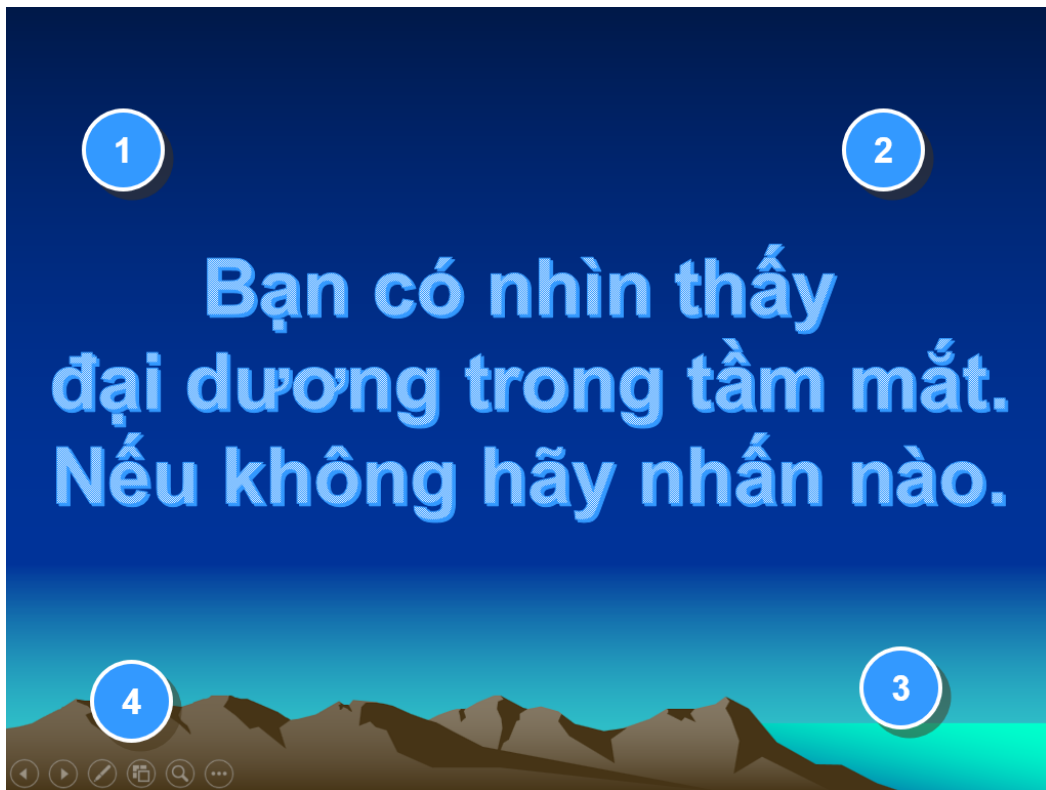 1
2
Bạn có nhìn thấy
đại dương trong tầm mắt.
Nếu không hãy nhấn nào.
4
3